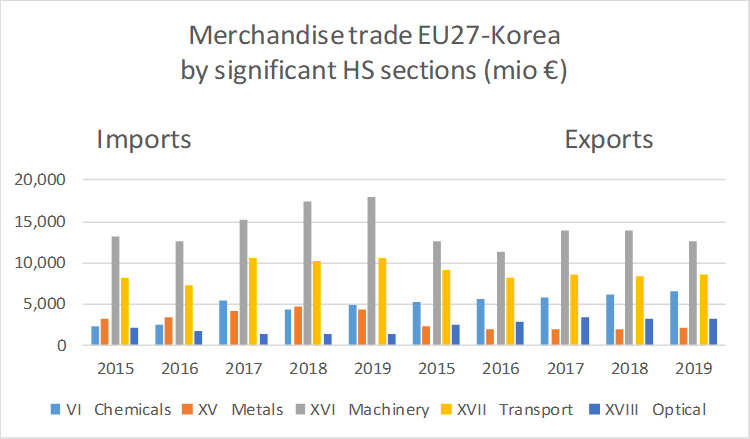 Merchandise trade EU27-Korea
by significant HS sections (mio €)
Imports Exports
20,000
15,000
10,000
5,000
0
2015 2016 2017 2018 2019 2015 2016 2017 2018 2019
VI Chemicals XV Metals XVI Machinery XVII Transport XVIII Optical